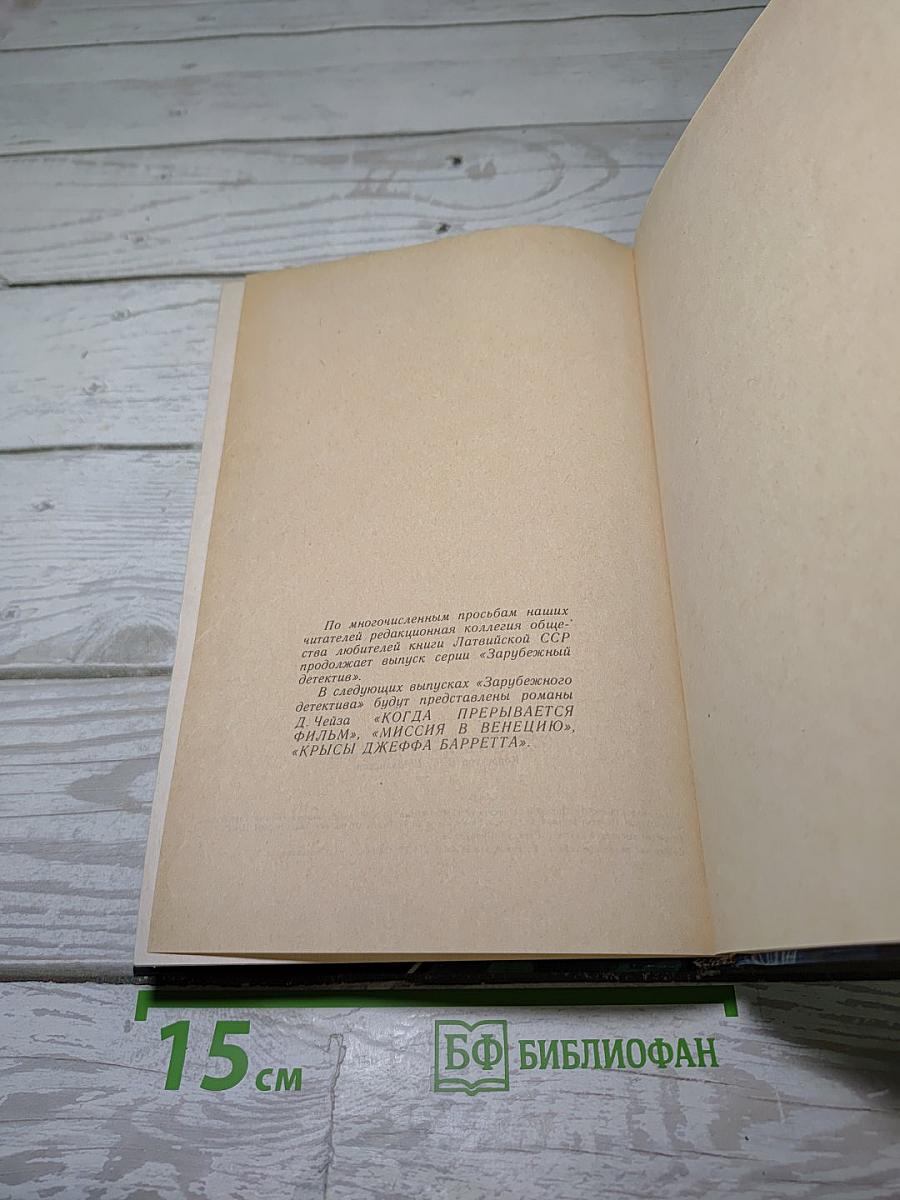 По многочисленным просьбам наших
читателей редакционная коллегия обще-
ства любителей книги Латвийской ССР
продолжает выпуск серии «Зарубежный
детектив».
В следующих выпусках «Зарубежного
детектива» будут представлены романы
Д. Чейза «КОГДА ПРЕРЫВАЕТСЯ
ФИЛЬМ», «МИССИЯ В ВЕНЕЦИЮ»,
«КРЫСЫ ДЖЕФФА БАРРЕТТА».
15 см
БФ БИБЛИОФАН